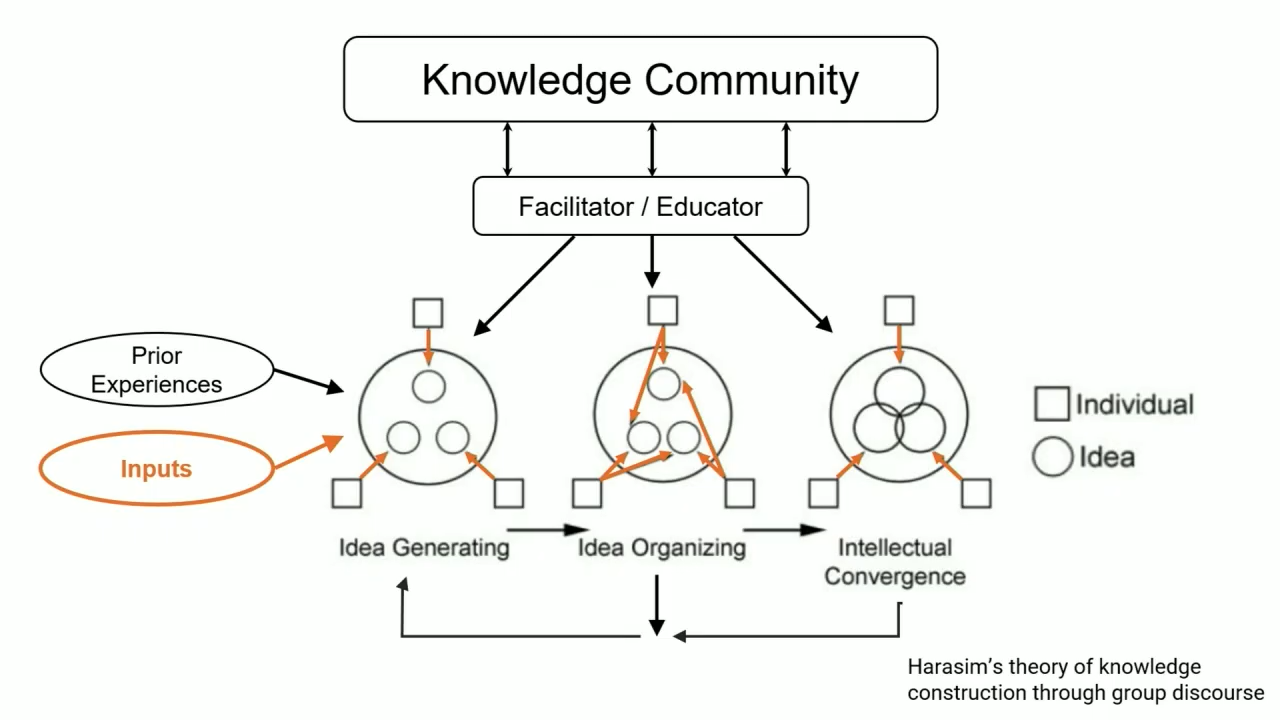 Knowledge Community
Facilitator / Educator
Prior
Experiences
Inputs
Individual
Idea
Idea Generating
Idea Organizing
Intellectual
Convergence
Harasim’s theory of knowledge
construction through group discourse